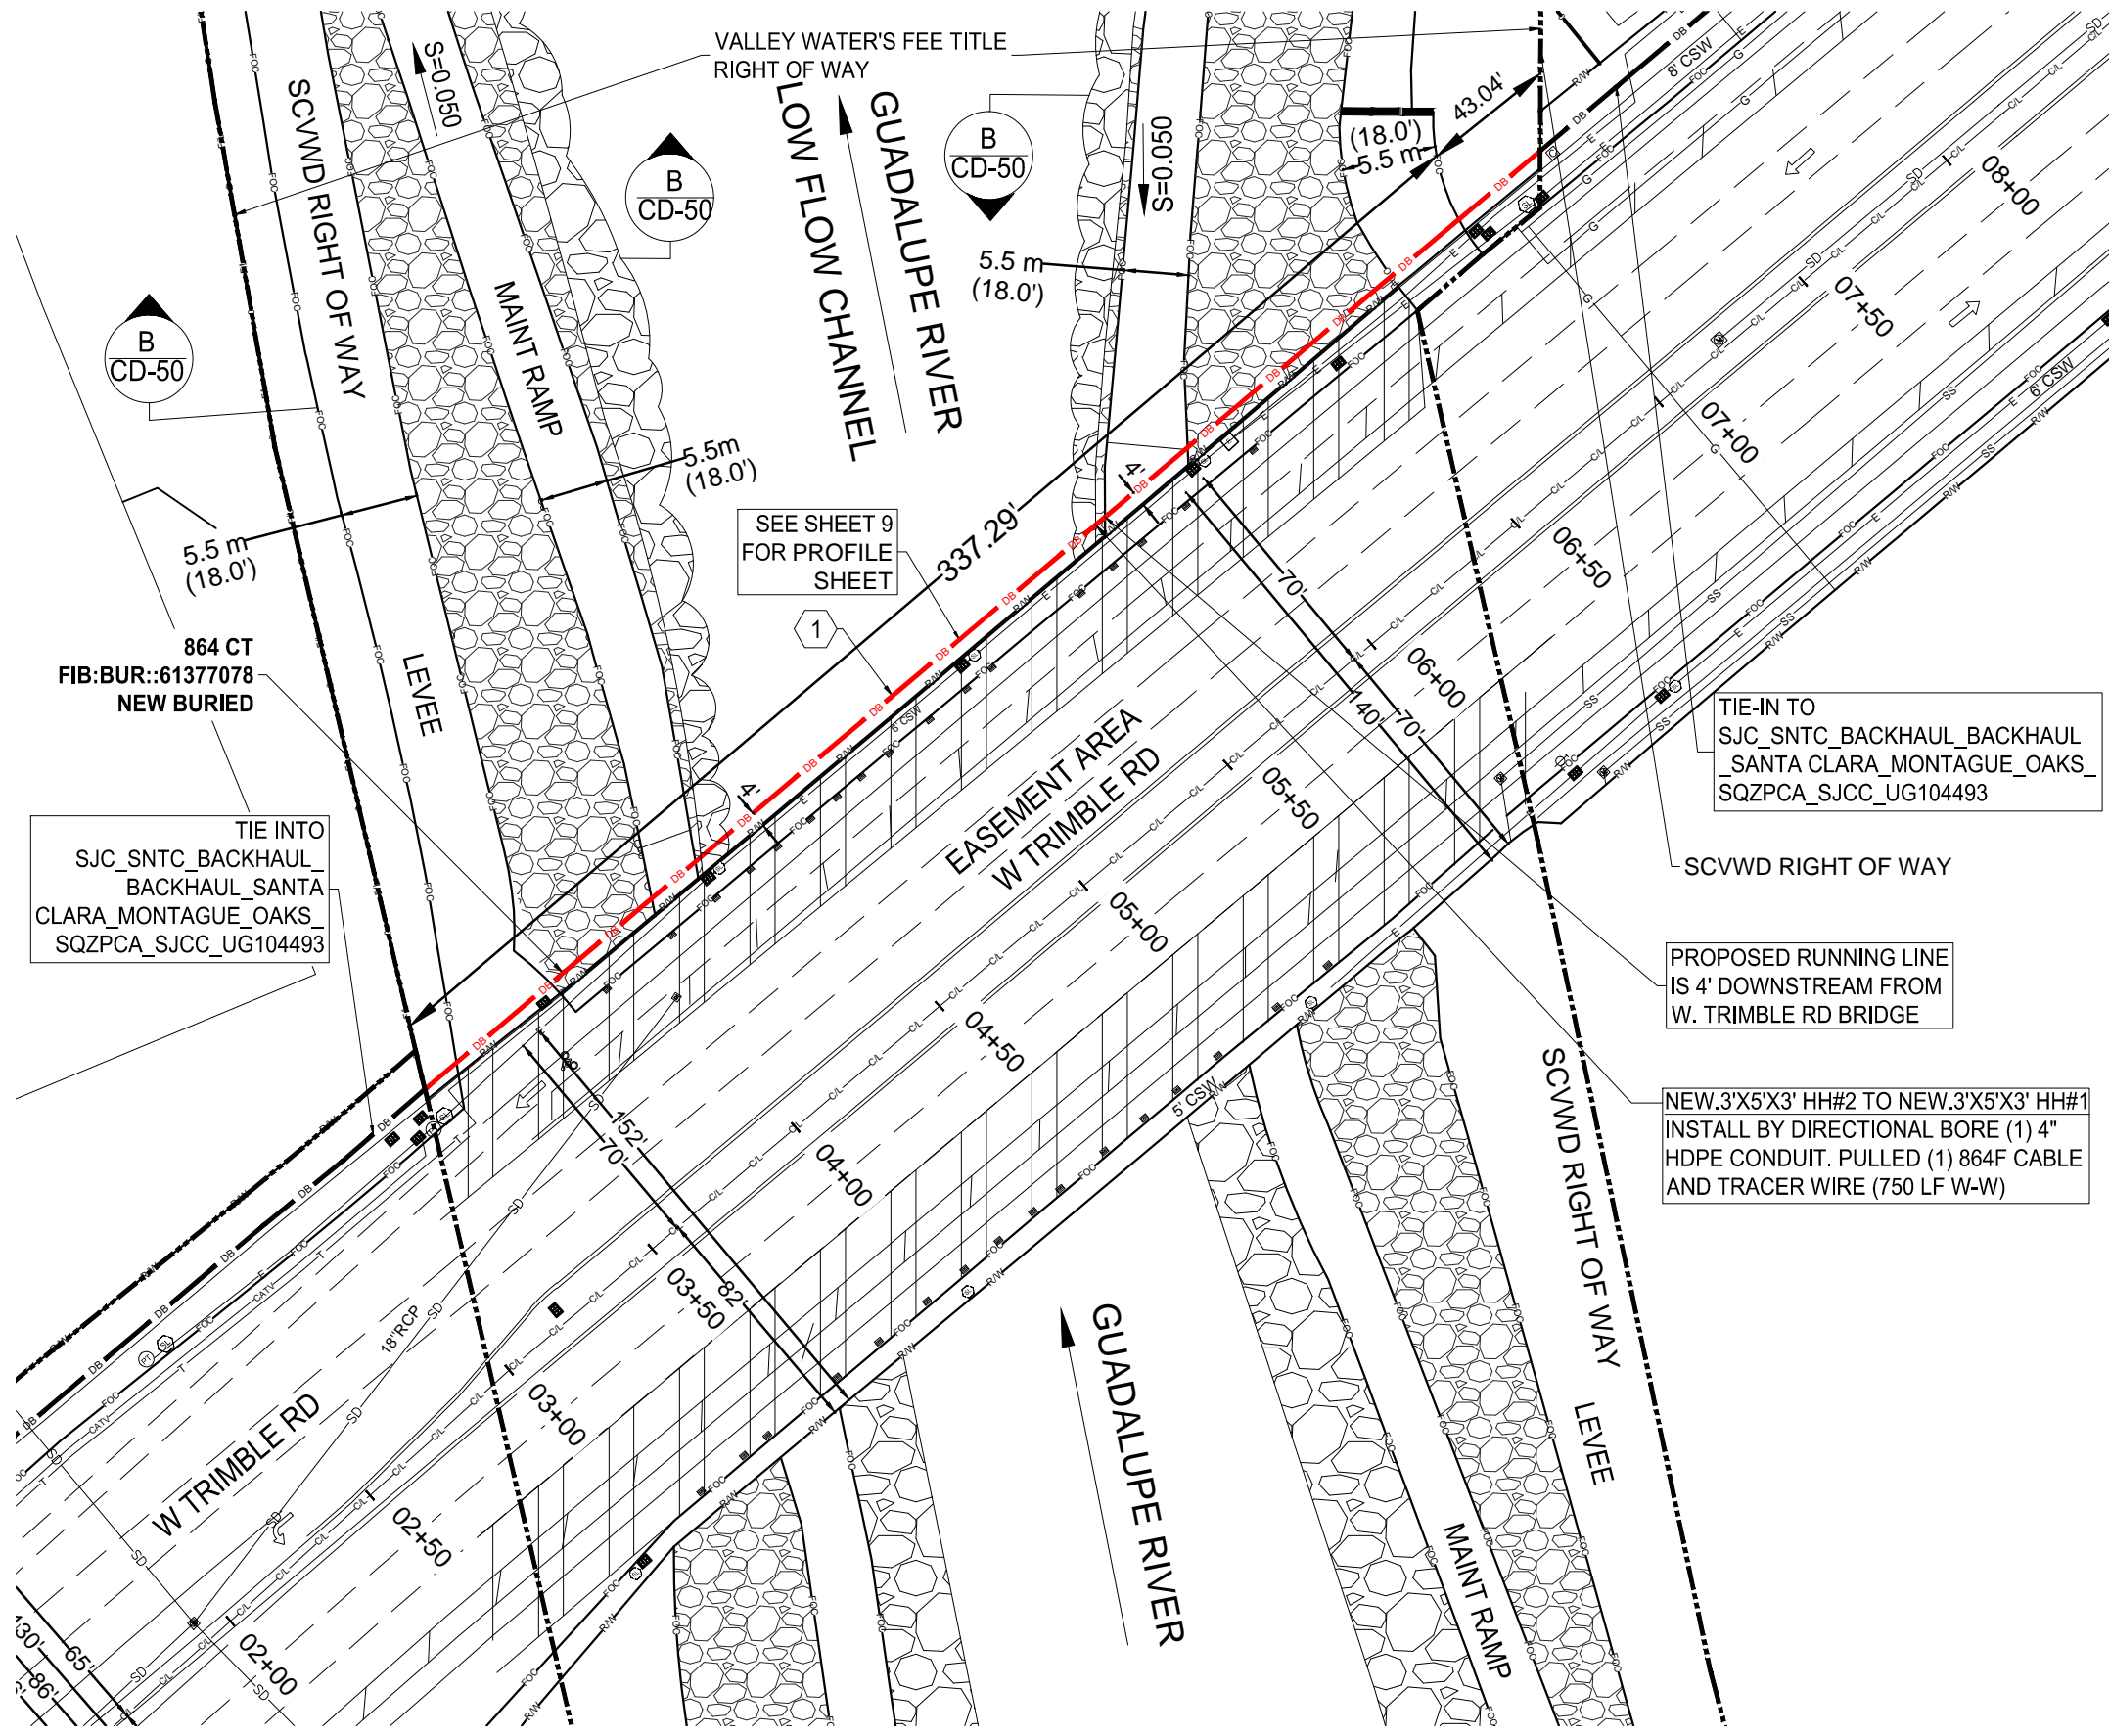 VALLEY WATER'S FEE TITLE
RIGHT OF WAY
S=0.050
SCVWD RIGHT OF WAY
MAINT RAMP
B
CD-50
LOW FLOW CHANNEL
GUADALUPE RIVER
B
CD-50
S=0.050
(18.0')
5.5 m
43.04'
8' CSW
08+00
07+50
07+00
06+50
06+00
05+50
05+00
04+50
04+00
03+50
03+00
02+50
02+00
B
CD-50
5.5 m
(18.0')
5.5m
(18.0')
5.5 m
(18.0')
337.29'
SEE SHEET 9
FOR PROFILE
SHEET
1
4'
4'
70'
70'
140'
6' CSW
6' CSW
864 CT
FIB:BUR::61377078
NEW BURIED
LEVEE
EASEMENT AREA
W TRIMBLE RD
TIE INTO
SJC_SNTC_BACKHAUL_
BACKHAUL_SANTA
CLARA_MONTAGUE_OAKS_
SQZPCA_SJCC_UG104493
TIE-IN TO
SJC_SNTC_BACKHAUL_BACKHAUL
_SANTA CLARA_MONTAGUE_OAKS_
SQZPCA_SJCC_UG104493
SCVWD RIGHT OF WAY
PROPOSED RUNNING LINE
IS 4' DOWNSTREAM FROM
W. TRIMBLE RD BRIDGE
NEW.3'X5'X3' HH#2 TO NEW.3'X5'X3' HH#1
INSTALL BY DIRECTIONAL BORE (1) 4"
HDPE CONDUIT. PULLED (1) 864F CABLE
AND TRACER WIRE (750 LF W-W)
152'
70'
82'
5' CSW
18"RCP
W TRIMBLE RD
GUADALUPE RIVER
SCVWD RIGHT OF WAY
LEVEE
MAINT RAMP
130'
65'
86'